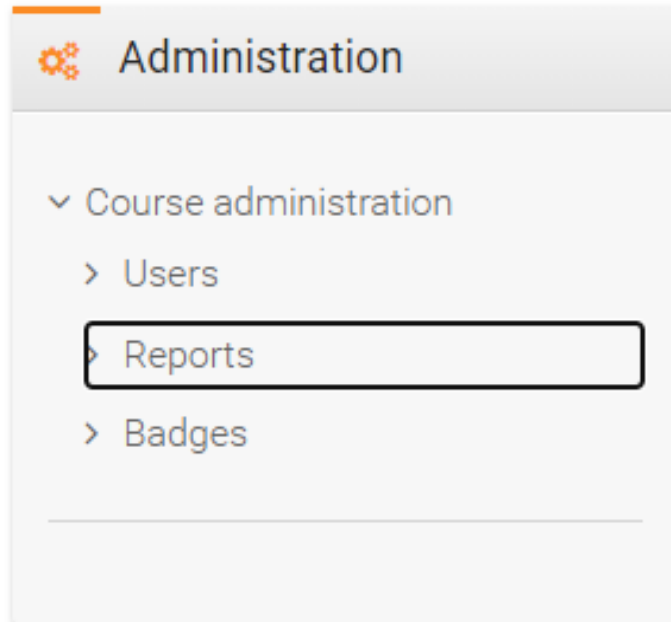 Administration
Course administration
Users
Reports
Badges